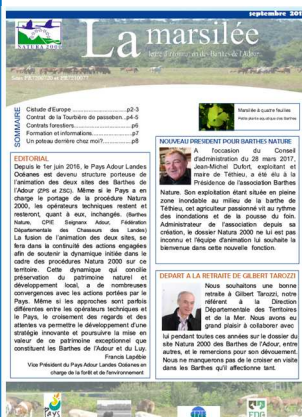 septembre 201
NATURA 2000
La marsilée
Lettre d'information des Barthes de l'Adour
SOMMAIRE
Cistude d'Europe ...p2-3
Contrat de la Tourbière de passeben..p4-5
Contrats forestiers...p6
Formation et informations...p7
Un poteau derrière chez moi?...p8
Marsilée à quatre feuilles
Petite plante aquatique des Barthes
EDITORIAL
Depuis le 1er juin 2016, le Pays Adour Landes
Océanes est devenu structure porteuse de
l'animation des deux sites des Barthes de
l'Adour (ZPS et ZSC). Même si le Pays a en
charge le portage de la procédure Natura
2000, les opérateurs techniques restent et
resteront, quant à eux, inchangés, (Barthes
Nature, CPIE Seignanx Adour, Fédération
Départementale des Chasseurs des Landes)
La fusion de l'animation des deux sites, se
fera dans la continuité des actions engagées
afin de soutenir la dynamique initiée dans le
cadre des procédures Natura 2000 sur ce
territoire. Cette dynamique qui concilie
préservation du patrimoine naturel et
développement local, a de nombreuses
convergences avec les actions portées par le
Pays. Même si les approches sont parfois
différentes entre les opérateurs techniques et
le Pays, le croisement des regards et des
attentes va permettre le développement d'une
stratégie innovante et poursuivre la mise en
valeur de ce patrimoine exceptionnel que
constituent les Barthes de l'Adour et du Luy.
Francis Lapébie
Vice Président du Pays Adour Landes Océanes en
charge de la forêt et de l'environnement
NOUVEAU PRESIDENT POUR BARTHES NATURE
A l'occasion du Conseil
d'administration du 28 mars 2017,
Jean-Michel Dufort, exploitant et
maire de Téthieu, a été élu à la
Présidence de l'association Barthes
Nature. Son exploitation étant située en pleine
zone inondable au milieu de la barthe de
Téthieu, cet agriculteur passionné vit au rythme
des inondations et de la pousse du foin.
Administrateur de l'association depuis sa
création, le dossier Natura 2000 ne lui est pas
inconnu et l'équipe d'animation lui souhaite la
bienvenue dans cette nouvelle fonction.
DEPART A LA RETRAITE DE GILBERT TAROZZI
Nous souhaitons une bonne
retraite à Gilbert Tarozzi, notre
référent à la Direction
Départementale des Territoires
et de la Mer. Nous avons eu
grand plaisir à collaborer avec
lui pendant toutes ces années sur le dossier du
site Natura 2000 des Barthes de l'Adour, entre
autres, et le remercions pour son dévouement.
Nous ne manquerons pas de le croiser en visite
dans les Barthes qu'il affectionne tant.
PAYS